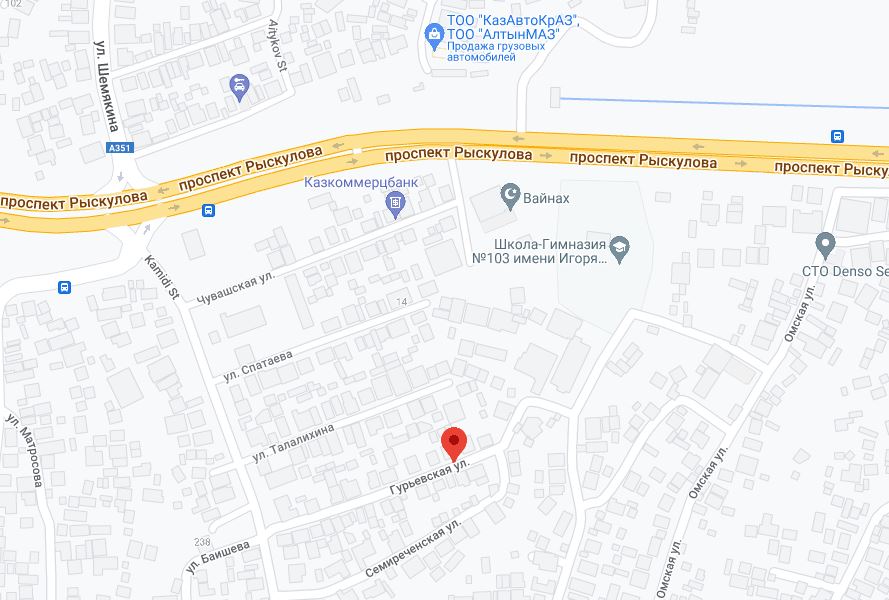 102
ул. Шемякина
Aitykov St
ТОО "КазАвтоКрАЗ",
ТОО "АлтынМАЗ"
Продажа грузовых
автомобилей
A351
проспект Рыскулова
проспект Рыскулова
проспект Рыскулова
проспект Рыскулова
проспект Рыску
Казкоммерцбанк
Вайнах
Школа-Гимназия
№103 имени Игоря...
СТО Denso Se
Kamidi St
Чувашская ул.
14
ул. Спатаева
Омская ул.
ул. Матросова
ул. Талалихина
Гурьевская ул.
Омская ул.
238
ул. Баишева
Семиреченская ул.
Омская ул.